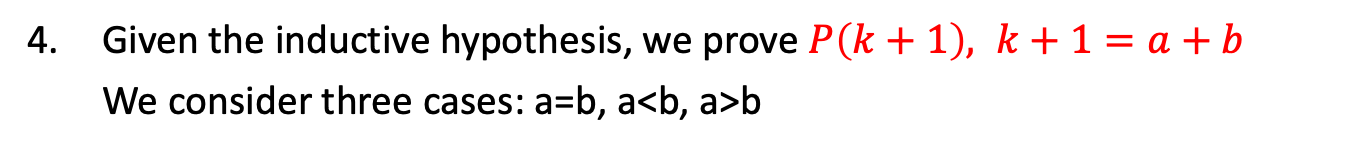 4. Given the inductive hypothesis, we prove P(k + 1), k + 1 = a + b
We consider three cases: a=b, a<b, a>b